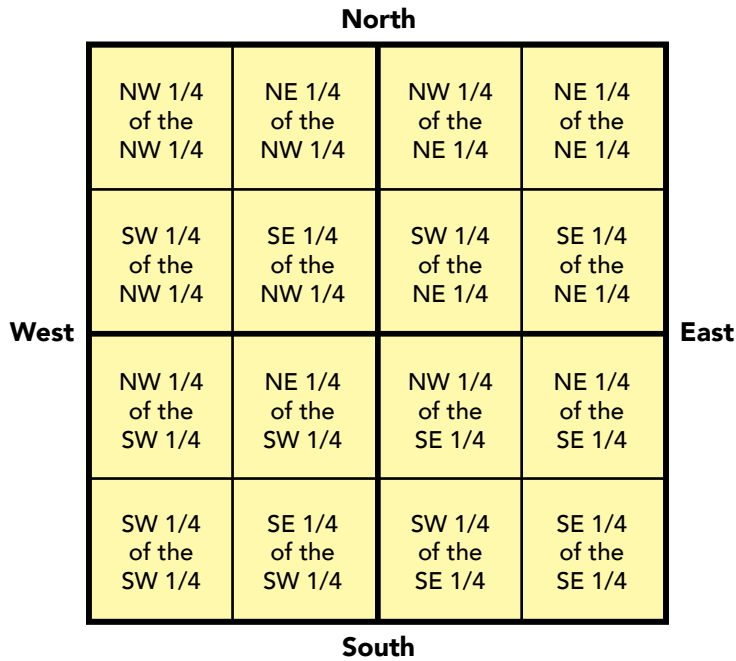 North
NW 1/4
of the
NW 1/4
NE 1/4
of the
NW 1/4
NW 1/4
of the
NE 1/4
NE 1/4
of the
NE 1/4
SW 1/4
of the
NW 1/4
SE 1/4
of the
NW 1/4
SW 1/4
of the
NE 1/4
SE 1/4
of the
NE 1/4
West
East
NW 1/4
of the
SW 1/4
NE 1/4
of the
SW 1/4
NW 1/4
of the
SE 1/4
NE 1/4
of the
SE 1/4
SW 1/4
of the
SW 1/4
SE 1/4
of the
SW 1/4
SW 1/4
of the
SE 1/4
SE 1/4
of the
SE 1/4
South